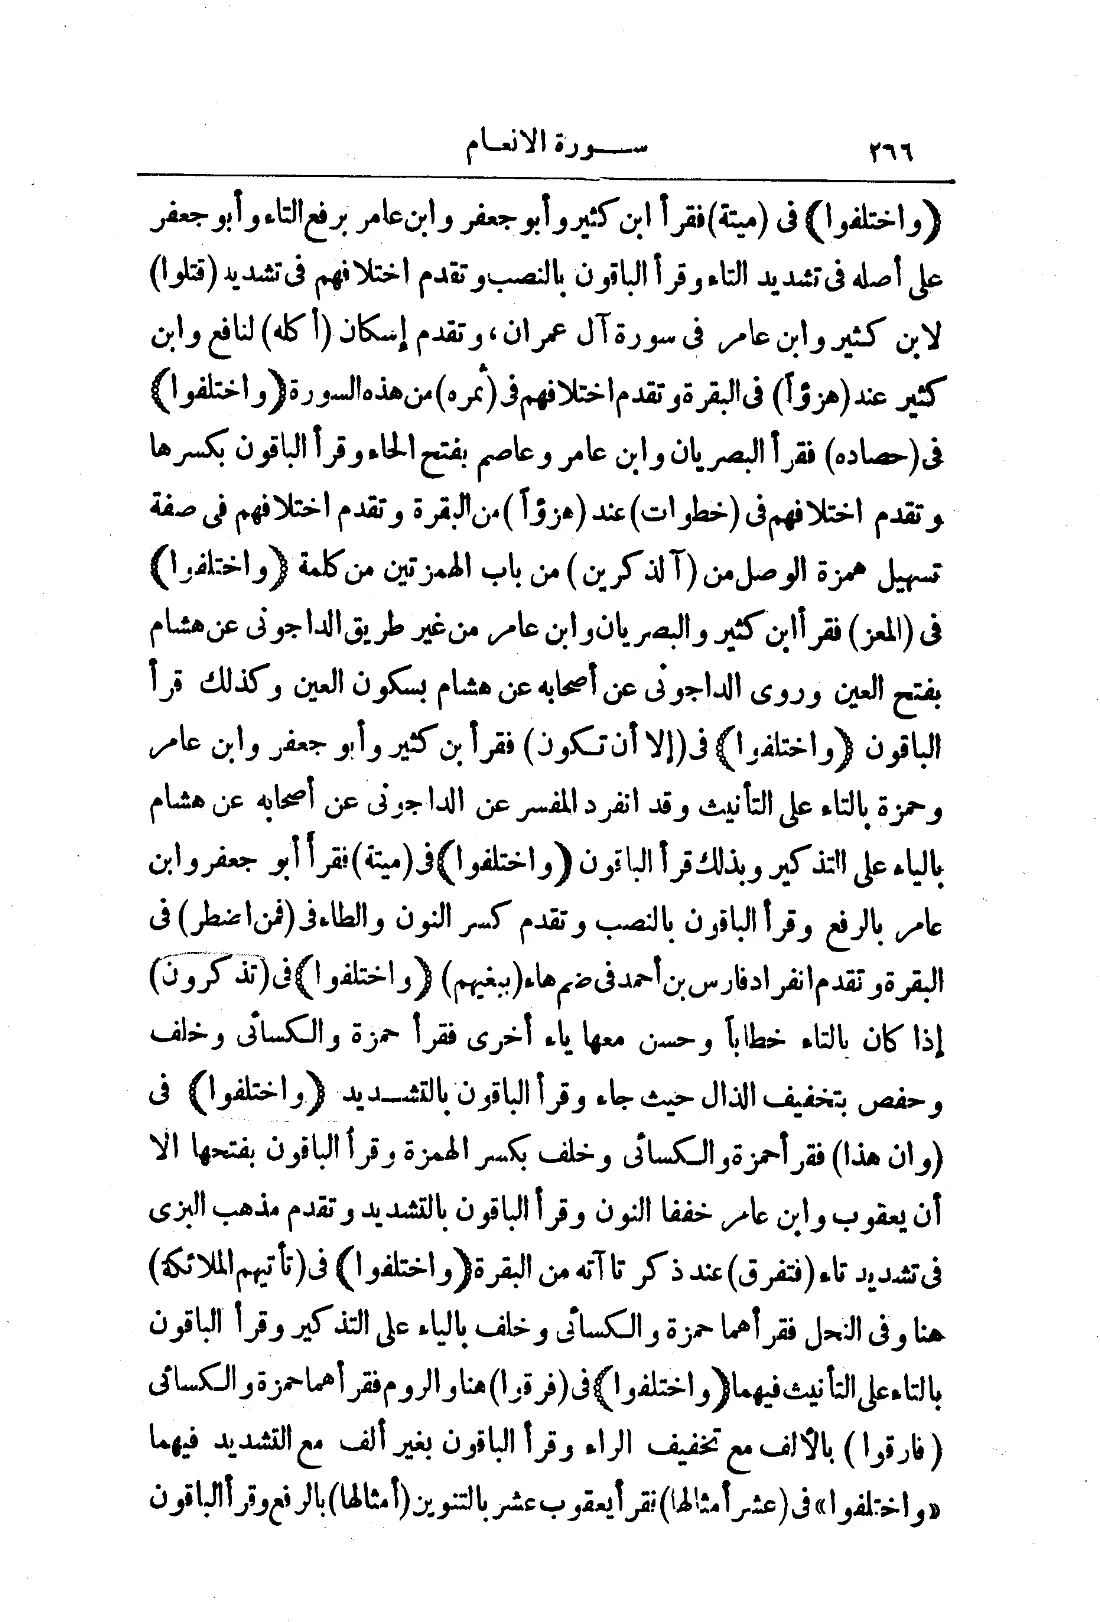 ٢٦٦ ســورة الانعام
(واختلفوا) فى (ميتة) فقرأ ابن كثير وأبو جعفر وابن عامر برفع التاء وأبو جعفر
على أصله فى تشديد التاء وقرأ الباقون بالنصب وتقدم اختلافهم فى تشديد (قتلوا)
لابن كثير وابن عامر فى سورة آل عمران، وتقدم إسكان (أكله) لنافع وابن
كثير عند (هزؤاً) فى البقرة وتقدم اختلافهم فى (ثمره) من هذه السورة (واختلفوا)
فى (حصاده) فقرأ البصريان وابن عامر وعاصم بفتح الحاء وقرأ الباقون بكسرها
وتقدم اختلافهم فى (خطوات) عند (هزؤاً) من البقرة وتقدم اختلافهم فى صفة
تسهيل همزة الوصل من (آلذكرين) من باب الهمزتين من كلمة (واختلفوا)
فى (المعز) فقرأ ابن كثير والبصريان وابن عامر من غير طريق الداجونى عن هشام
بفتح العين وروى الداجونى عن أصحابه عن هشام بسكون العين وكذلك قرأ
الباقون (واختلفوا) فى (إلا أن تكون) فقرأ بن كثير وأبو جعفر وابن عامر
وحمزة بالتاء على التأنيث وقد انفرد المفسر عن الداجونى عن أصحابه عن هشام
بالياء على التذكير وبذلك قرأ الباقون (واختلفوا) فى (ميتة) فقرأ أبو جعفر وابن
عامر بالرفع وقرأ الباقون بالنصب وتقدم كسر النون والطاء فى (فمن اضطر) فى
البقرة وتقدم انفراد فارس بن أحمد فى ضم هاء (ببغيهم) (واختلفوا) فى (تذكرون)
إذا كان بالتاء خطاباً وحسن معها ياء أخرى فقرأ حمزة والكسائى وخلف
وحفص بتخفيف الذال حيث جاء وقرأ الباقون بالتشــديد (واختلفوا) فى
(وان هذا) فقرأ حمزة والكسائى وخلف بكسر الهمزة وقرأ الباقون بفتحها الا
أن يعقوب وابن عامر خففا النون وقرأ الباقون بالتشديد وتقدم مذهب البزى
فى تشديد تاء (فتفرق) عند ذكر تاآته من البقرة (واختلفوا) فى (تأتيهم الملائكة)
هنا وفى النحل فقرأهما حمزة والكسائى وخلف بالياء على التذكير وقرأ الباقون
بالتاء على التأنيث فيهما (واختلفوا) فى (فرقوا) هنا والروم فقرأهما حمزة والكسائى
(فارقوا) بالألف مع تخفيف الراء وقرأ الباقون بغير ألف مع التشديد فيهما
«واختلفوا» فى (عشر أمثالها) فقرأ يعقوب عشر بالتنوين (أمثالها) بالرفع وقرأ الباقون